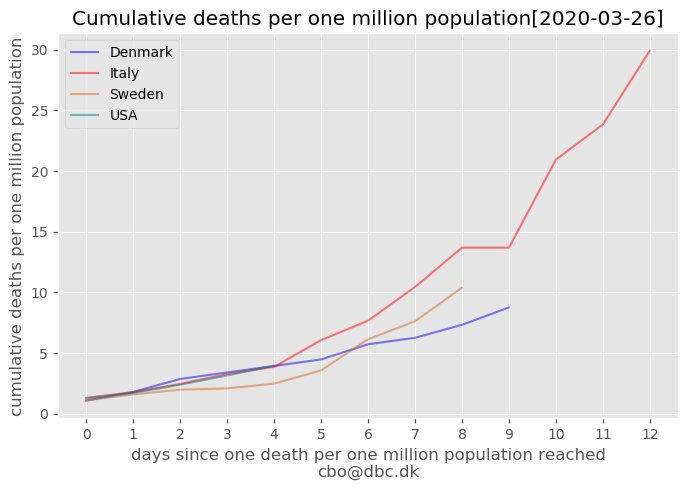 Cumulative deaths per one million population[2020-03-26]
cumulative deaths per one million population
30
25
20
15
10
5
0
Denmark
Italy
Sweden
USA
0 1 2 3 4 5 6 7 8 9 10 11 12
days since one death per one million population reached
cbo@dbc.dk